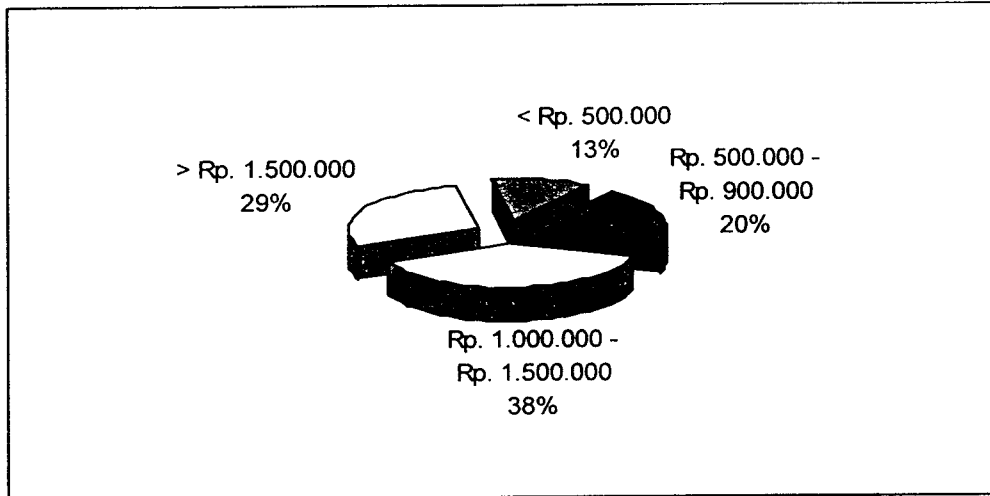 < Rp. 500.000
13%
Rp. 500.000 -
Rp. 900.000
20%
> Rp. 1.500.000
29%
Rp. 1.000.000 -
Rp. 1.500.000
38%